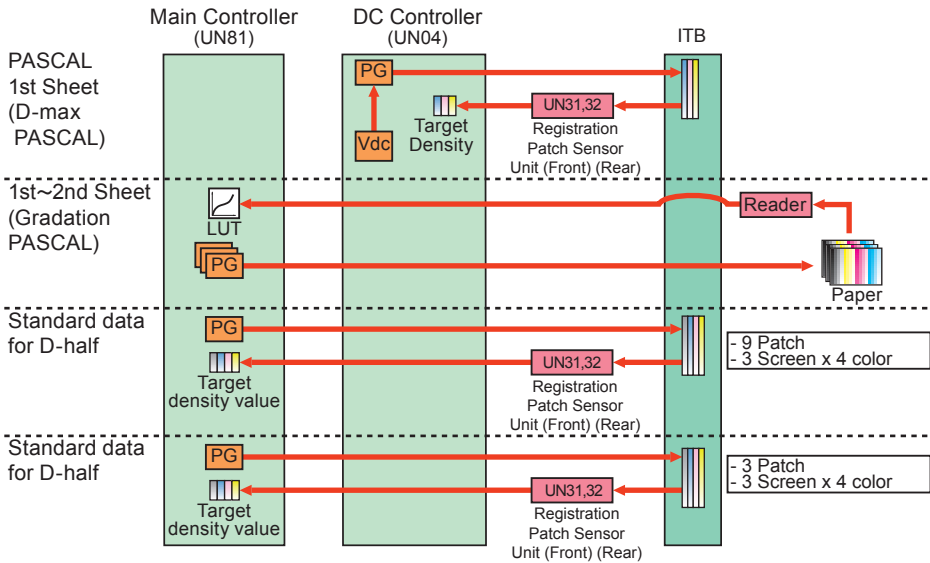 Main Controller
(UN81)
DC Controller
(UN04)
ITB
PASCAL
1st Sheet
(D-max
PASCAL)
PG
Vdc
Target
Density
UN31,32
Registration
Patch Sensor
Unit (Front) (Rear)
1st~2nd Sheet
(Gradation
PASCAL)
LUT
PG
Reader
Paper
Standard data
for D-half
PG
Target
density value
UN31,32
Registration
Patch Sensor
Unit (Front) (Rear)
- 9 Patch
- 3 Screen x 4 color
Standard data
for D-half
PG
Target
density value
UN31,32
Registration
Patch Sensor
Unit (Front) (Rear)
- 3 Patch
- 3 Screen x 4 color